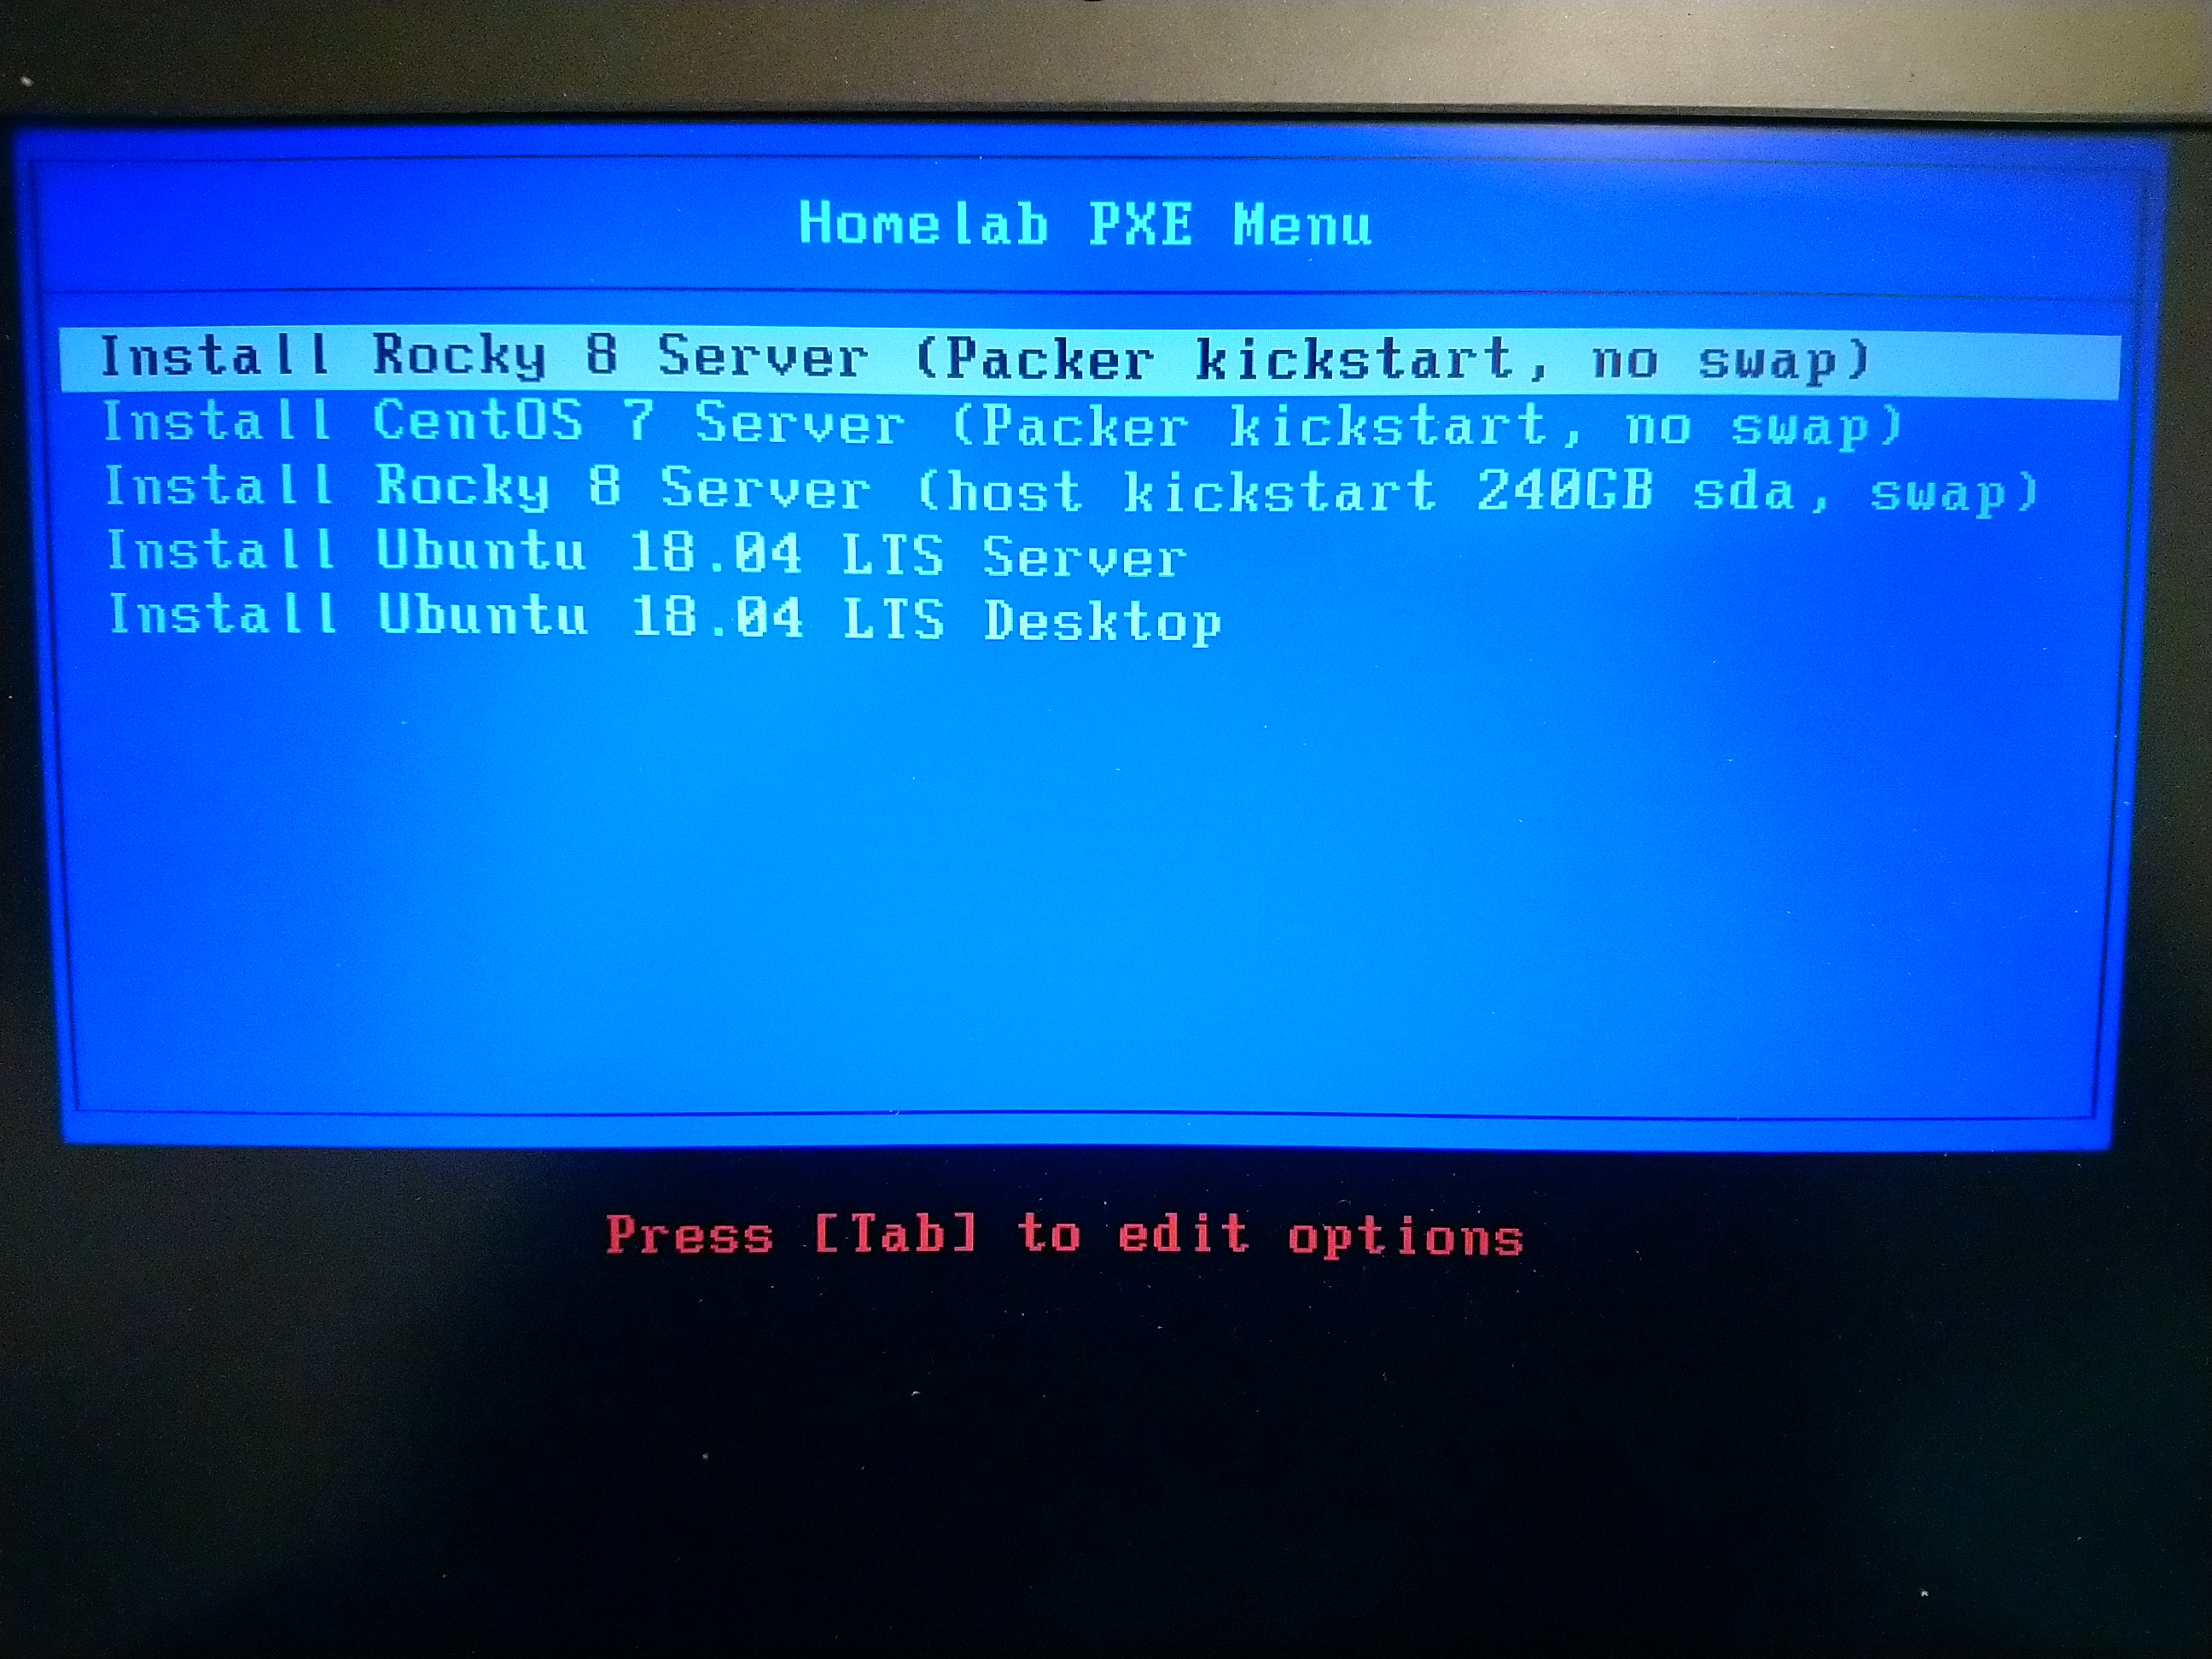 Homelab PXE Menu
Install Rocky 8 Server (Packer kickstart, no swap)
Install CentOS 7 Server (Packer kickstart, no swap)
Install Rocky 8 Server (host kickstart 240GB sda, swap)
Install Ubuntu 18.04 LTS Server
Install Ubuntu 18.04 LTS Desktop
Press [Tab] to edit options